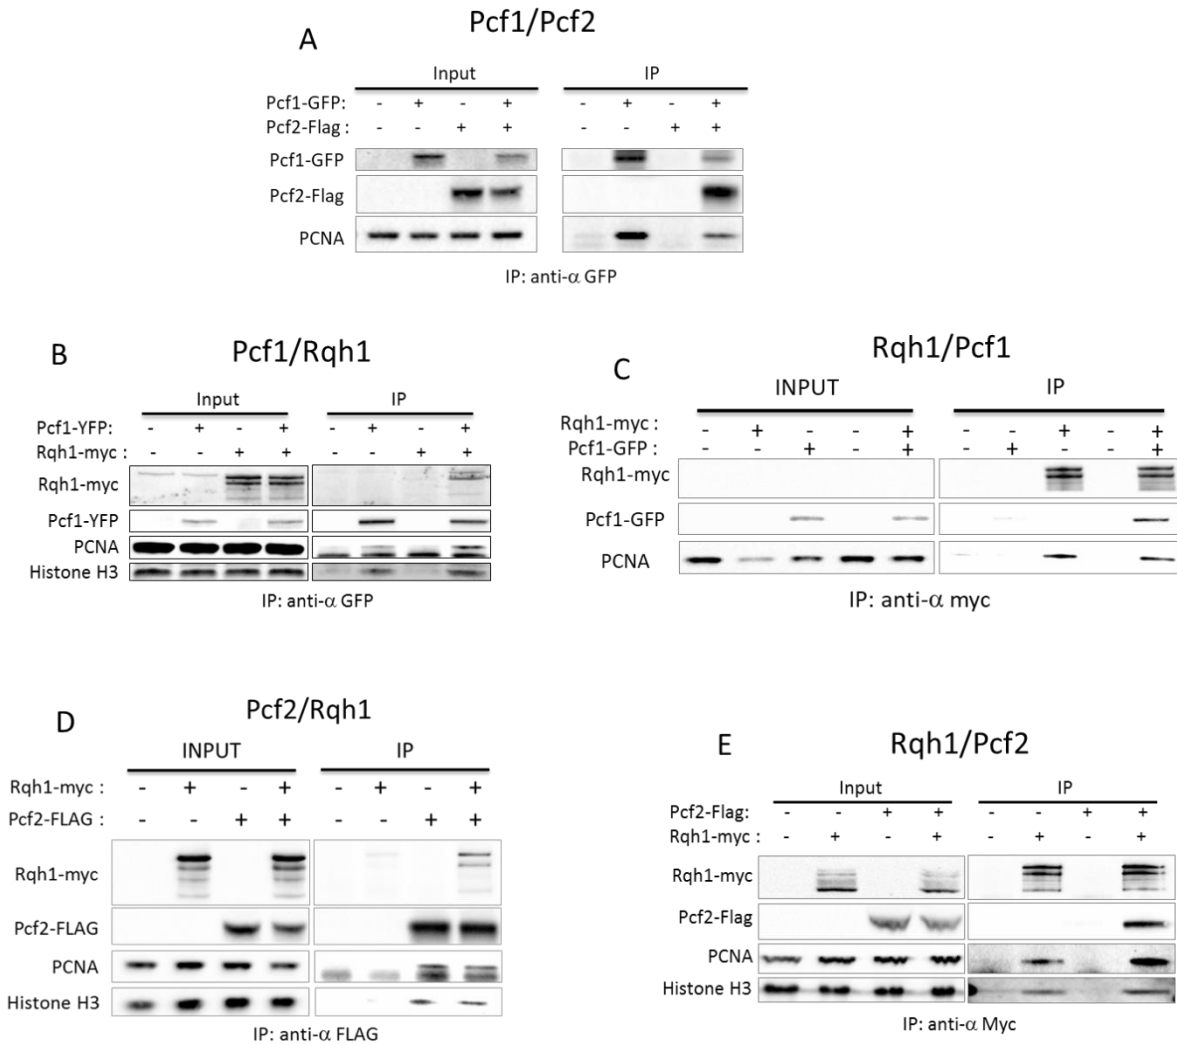 A
Pcf1/Pcf2
Input IP
Pcf1-GFP: - + - + - + - +
Pcf2-Flag : - - + + - - + +
Pcf1-GFP
Pcf2-Flag
PCNA
IP: anti-α GFP
B
Pcf1/Rqh1
Input IP
Pcf1-YFP: - + - + - + - +
Rqh1-myc : - - + + - - + +
Rqh1-myc
Pcf1-YFP
PCNA
Histone H3
IP: anti-α GFP
C
Rqh1/Pcf1
INPUT IP
Rqh1-myc : - + - - + - - + - +
Pcf1-GFP : - - + - + - + - - +
Rqh1-myc
Pcf1-GFP
PCNA
IP: anti-α myc
D
Pcf2/Rqh1
INPUT IP
Rqh1-myc : - + - + - + - +
Pcf2-FLAG : - - + + - - + +
Rqh1-myc
Pcf2-FLAG
PCNA
Histone H3
IP: anti-α FLAG
E
Rqh1/Pcf2
Input IP
Pcf2-Flag: - - + + - - + +
Rqh1-myc : - + - + - + - +
Rqh1-myc
Pcf2-Flag
PCNA
Histone H3
IP: anti-α Myc